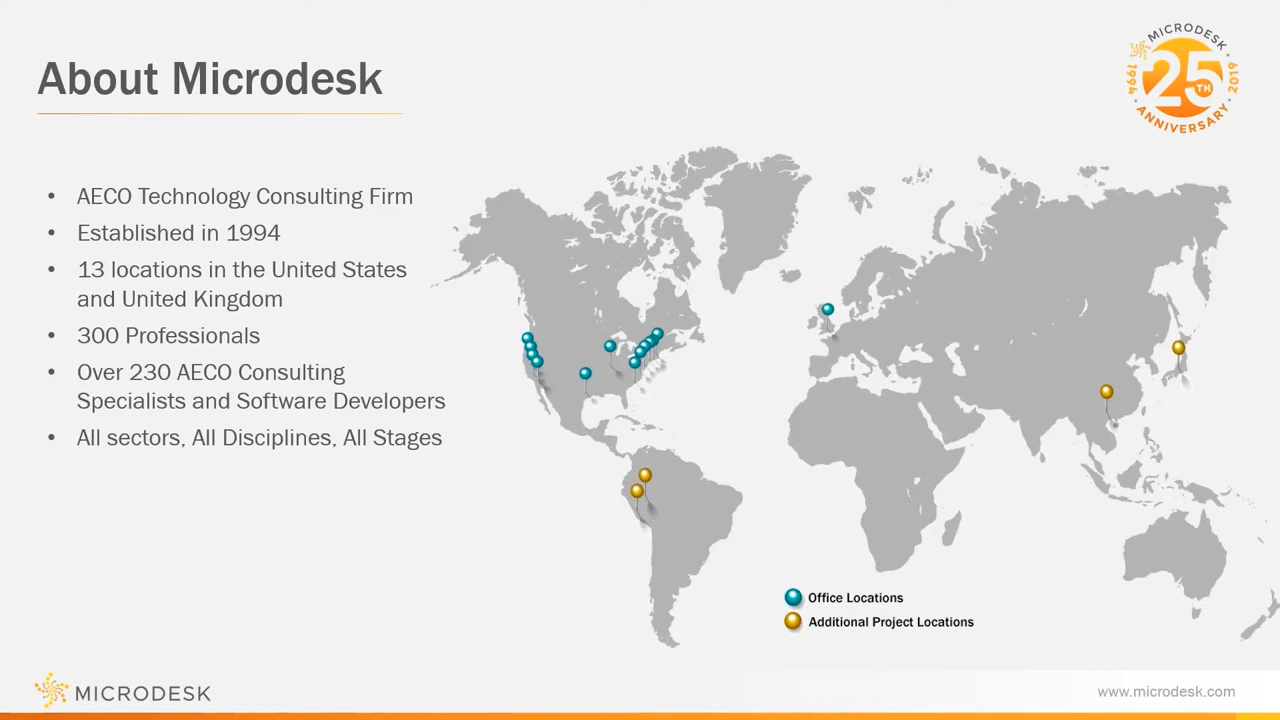 About Microdesk
MICRODESK
1994
25TH
2019
ANNIVERSARY
• AECO Technology Consulting Firm
• Established in 1994
• 13 locations in the United States
and United Kingdom
• 300 Professionals
• Over 230 AECO Consulting
Specialists and Software Developers
• All sectors, All Disciplines, All Stages
Office Locations
Additional Project Locations
MICRODESK
www.microdesk.com